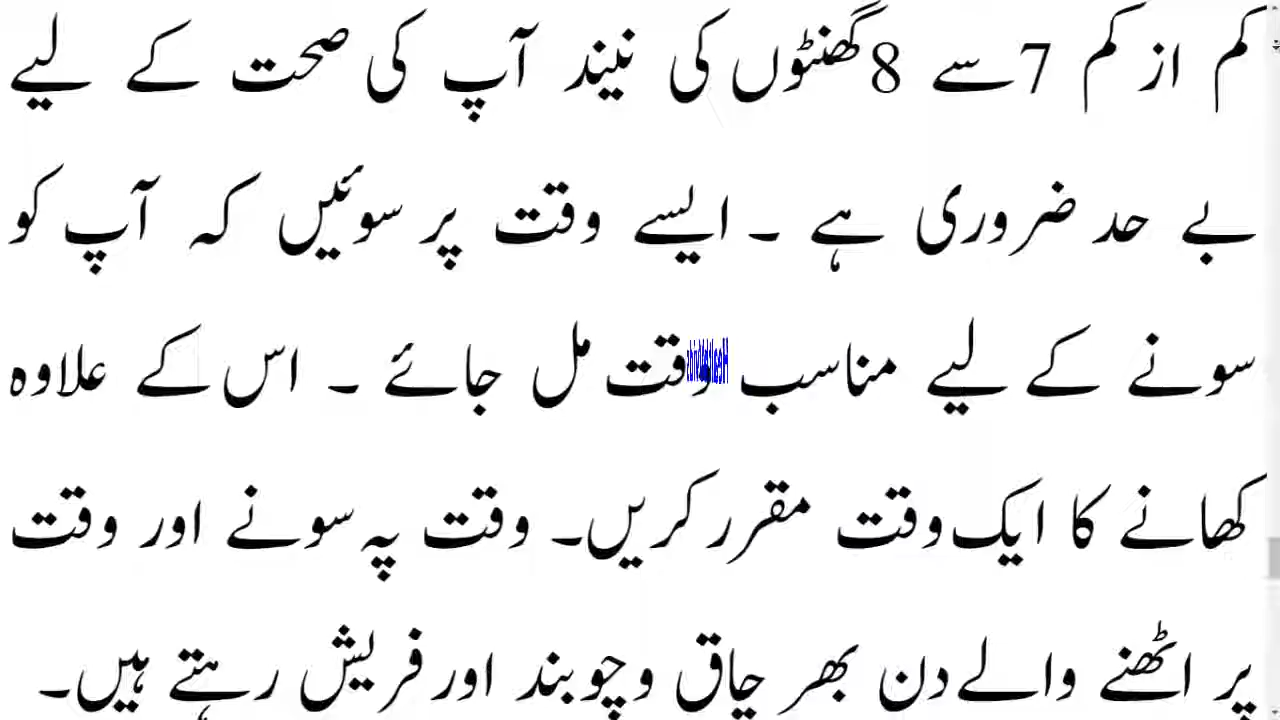 کم از کم 7 سے 8 گھنٹوں کی نیند آپ کی صحت کے لیے
بے حد ضروری ہے ۔ ایسے وقت پر سوئیں کہ آپ کو
سونے کے لیے مناسب وقت مل جائے ۔ اس کے علاوہ
کھانے کا ایک وقت مقرر کریں۔ وقت پہ سونے اور وقت
پر اٹھنے والے دن بھر چاق و چوبند اور فریش رہتے ہیں۔